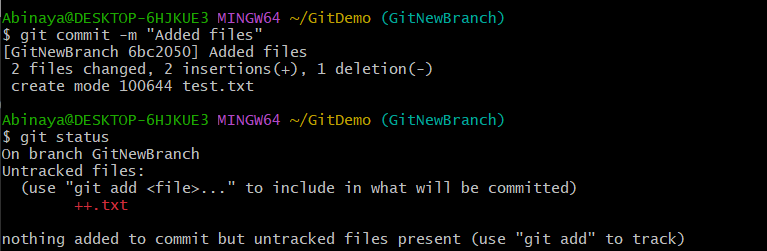 Abinaya@DESKTOP-6HJKUE3 MINGW64 ~/GitDemo (GitNewBranch)
$ git commit -m "Added files"
[GitNewBranch 6bc2050] Added files
 2 files changed, 2 insertions(+), 1 deletion(-)
 create mode 100644 test.txt

Abinaya@DESKTOP-6HJKUE3 MINGW64 ~/GitDemo (GitNewBranch)
$ git status
On branch GitNewBranch
Untracked files:
  (use "git add <file>..." to include in what will be committed)
        ++.txt

nothing added to commit but untracked files present (use "git add" to track)